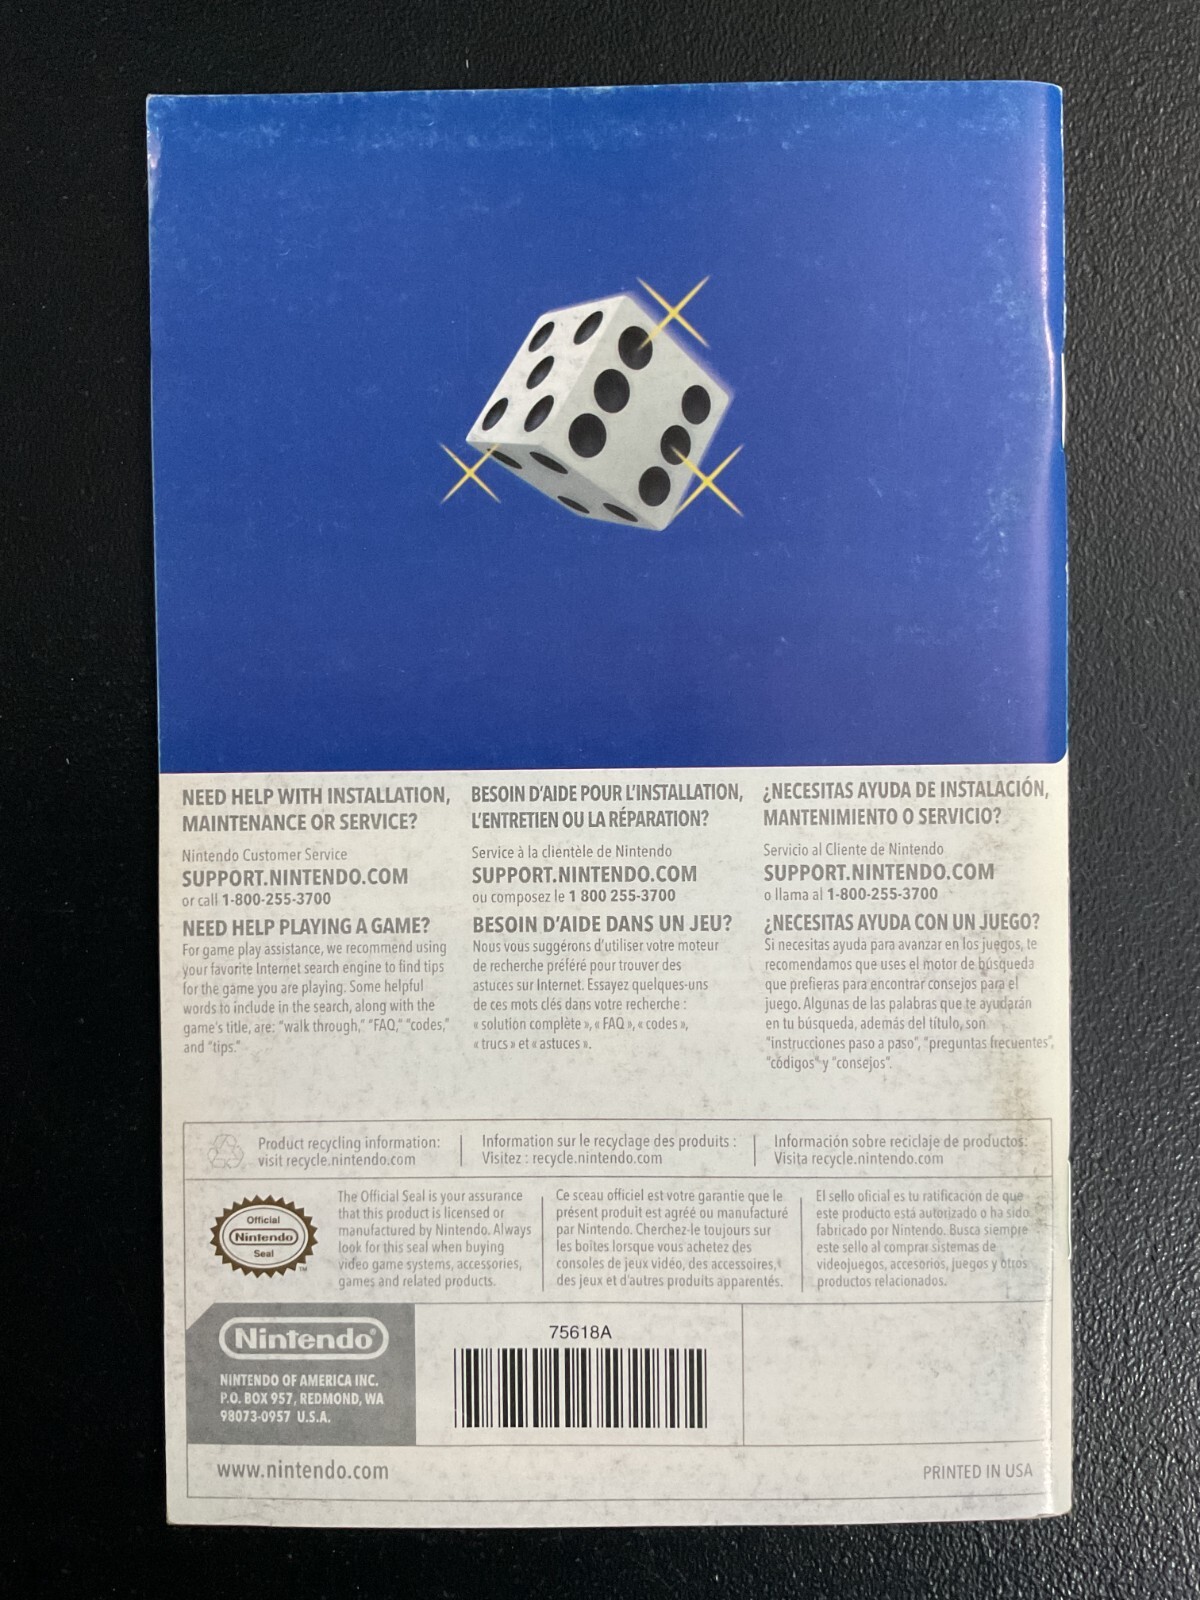 NEED HELP WITH INSTALLATION,
MAINTENANCE OR SERVICE?
Nintendo Customer Service
SUPPORT.NINTENDO.COM
or call 1-800-255-3700
NEED HELP PLAYING A GAME?
For game play assistance, we recommend using
your favorite Internet search engine to find tips
for the game you are playing. Some helpful
words to include in the search, along with the
game's title, are: "walk through," "FAQ," "codes,"
and "tips."
BESOIN D'AIDE POUR L'INSTALLATION,
L'ENTRETIEN OU LA RÉPARATION?
Service à la clientèle de Nintendo
SUPPORT.NINTENDO.COM
ou composez le 1 800 255-3700
BESOIN D'AIDE DANS UN JEU?
Nous vous suggérons d'utiliser votre moteur
de recherche préféré pour trouver des
astuces sur Internet. Essayez quelques-uns
de ces mots clés dans votre recherche :
« solution complète », « FAQ », « codes »,
« trucs » et « astuces ».
¿NECESITAS AYUDA DE INSTALACIÓN,
MANTENIMIENTO O SERVICIO?
Servicio al Cliente de Nintendo
SUPPORT.NINTENDO.COM
o llama al 1-800-255-3700
¿NECESITAS AYUDA CON UN JUEGO?
Si necesitas ayuda para avanzar en los juegos, te
recomendamos que uses el motor de búsqueda
que prefieras para encontrar consejos para el
juego. Algunas de las palabras que te ayudarán
en tu búsqueda, además del título, son
"instrucciones paso a paso", "preguntas frecuentes",
"códigos" y "consejos".
Product recycling information:
visit recycle.nintendo.com
Information sur le recyclage des produits :
Visitez : recycle.nintendo.com
Información sobre reciclaje de productos:
Visita recycle.nintendo.com
Official
Nintendo
Seal
TM
The Official Seal is your assurance
that this product is licensed or
manufactured by Nintendo. Always
look for this seal when buying
video game systems, accessories,
games and related products.
Ce sceau officiel est votre garantie que le
présent produit est agréé ou manufacturé
par Nintendo. Cherchez-le toujours sur
les boîtes lorsque vous achetez des
consoles de jeux vidéo, des accessoires,
des jeux et d'autres produits apparentés.
El sello oficial es tu ratificación de que
este producto está autorizado o ha sido
fabricado por Nintendo. Busca siempre
este sello al comprar sistemas de
videojuegos, accesorios, juegos y otros
productos relacionados.
Nintendo®
NINTENDO OF AMERICA INC.
P.O. BOX 957, REDMOND, WA
98073-0957 U.S.A.
75618A
www.nintendo.com
PRINTED IN USA